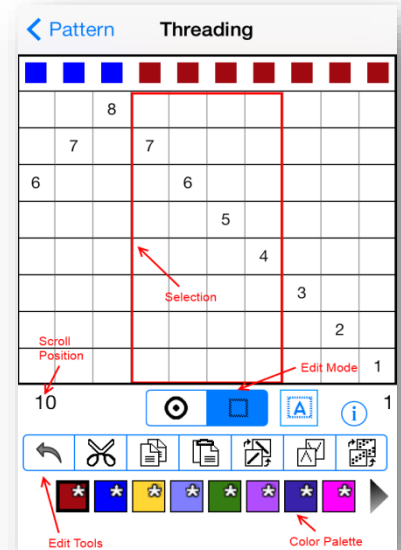 Pattern Threading
8
7 7
6 6
5
4
Selection
3
2
Scroll
Position
Edit Mode
1
10 A i 1
Edit Tools
Color Palette